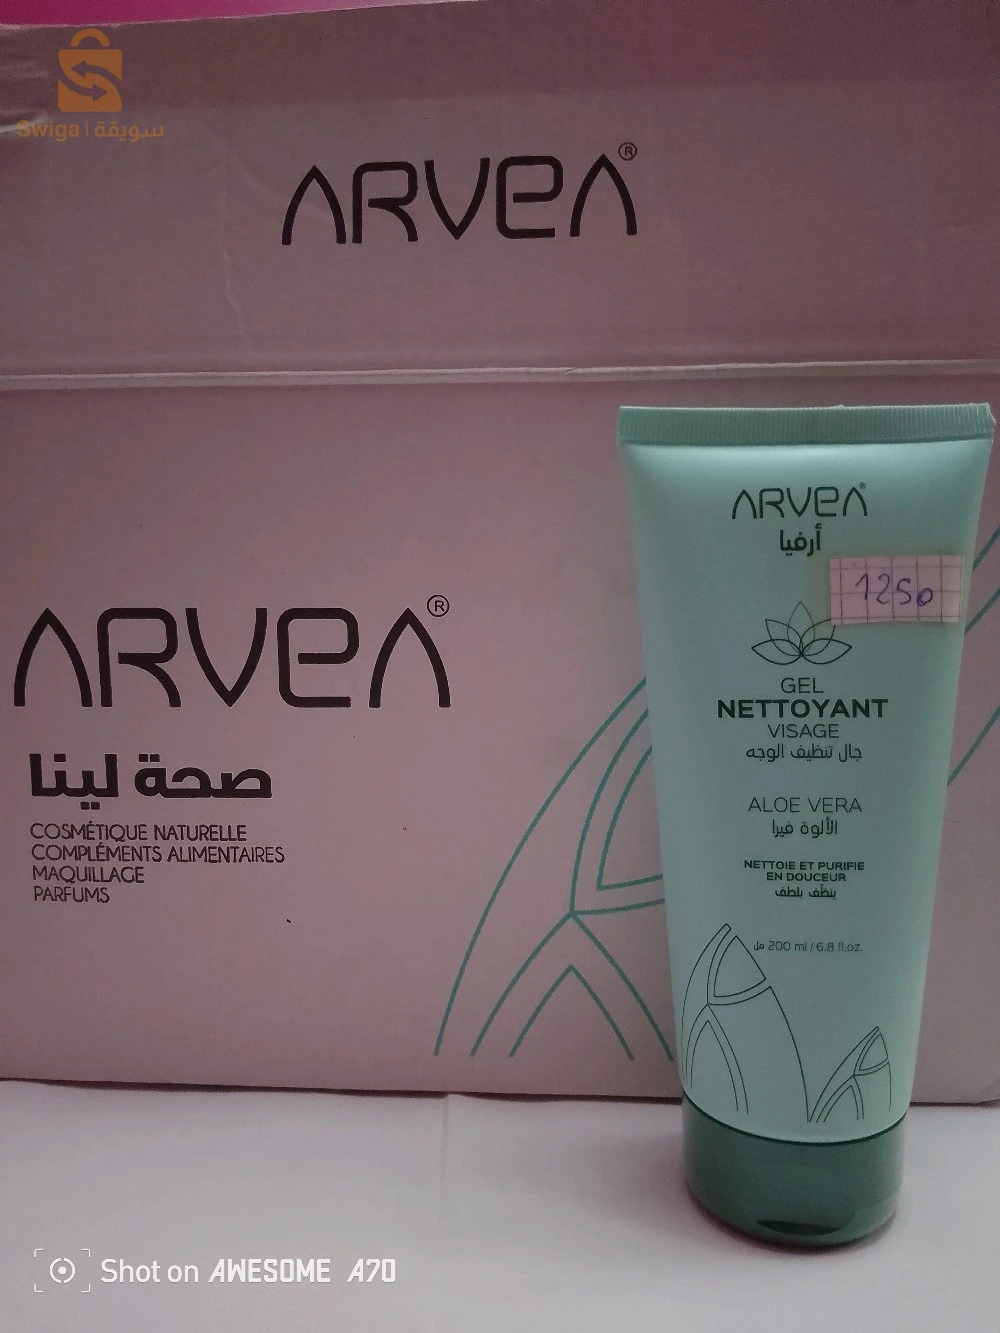 Swiga | سويقة
ARVEA®
ARVEA®
صحة لينا
COSMÉTIQUE NATURELLE
COMPLÉMENTS ALIMENTAIRES
MAQUILLAGE
PARFUMS
ARVEA®
أرفيا
1250
GEL
NETTOYANT
VISAGE
جال تنظيف الوجه
ALOE VERA
الألوة فيرا
NETTOIE ET PURIFIE
EN DOUCEUR
ينظّف بلطف
200 ml / 6.8 fl.oz. مل
Shot on AWESOME A70